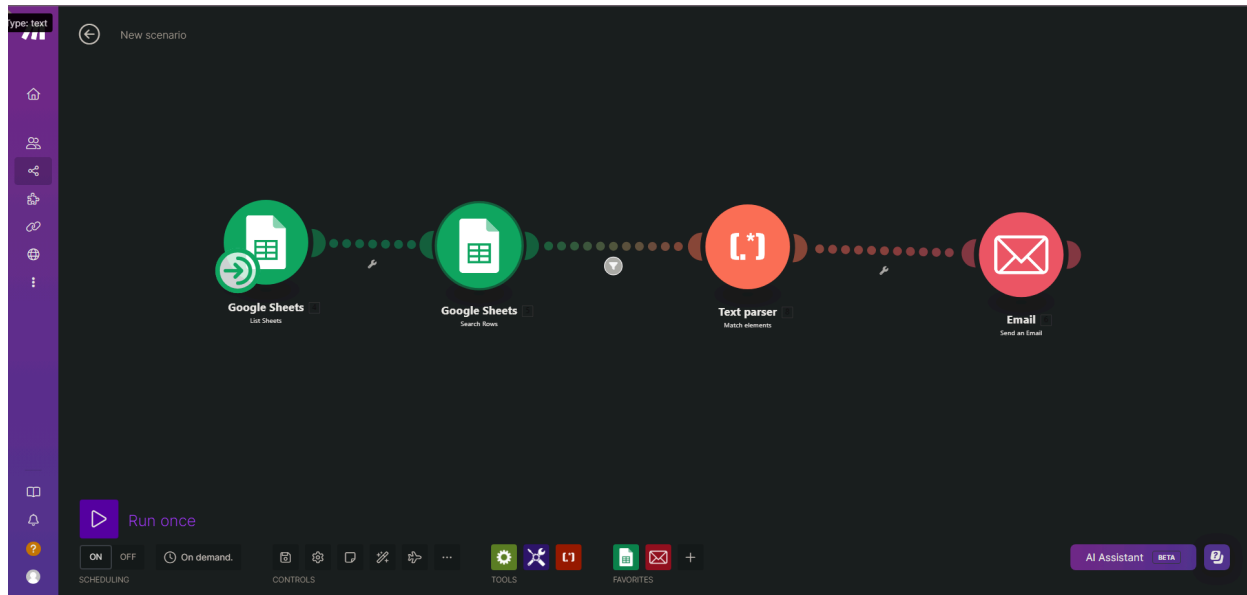 Type: text
New scenario
Google Sheets
List Sheets
Google Sheets
Search Rows
[.*)
Text parser
Match elements
Email
Send an Email
Run once
ON OFF
On demand.
SCHEDULING
CONTROLS
TOOLS
FAVORITES
AI Assistant BETA